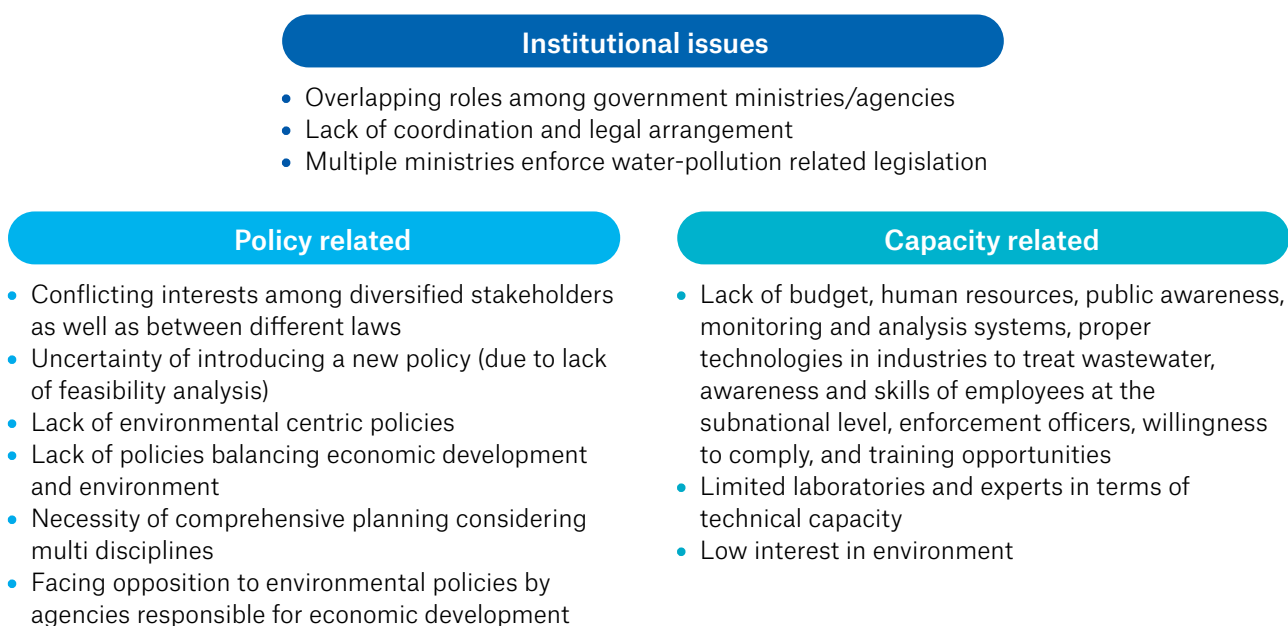 Institutional issues
• Overlapping roles among government ministries/agencies
• Lack of coordination and legal arrangement
• Multiple ministries enforce water-pollution related legislation
Policy related
• Conflicting interests among diversified stakeholders
as well as between different laws
• Uncertainty of introducing a new policy (due to lack
of feasibility analysis)
• Lack of environmental centric policies
• Lack of policies balancing economic development
and environment
• Necessity of comprehensive planning considering
multi disciplines
• Facing opposition to environmental policies by
agencies responsible for economic development
Capacity related
• Lack of budget, human resources, public awareness,
monitoring and analysis systems, proper
technologies in industries to treat wastewater,
awareness and skills of employees at the
subnational level, enforcement officers, willingness
to comply, and training opportunities
• Limited laboratories and experts in terms of
technical capacity
• Low interest in environment